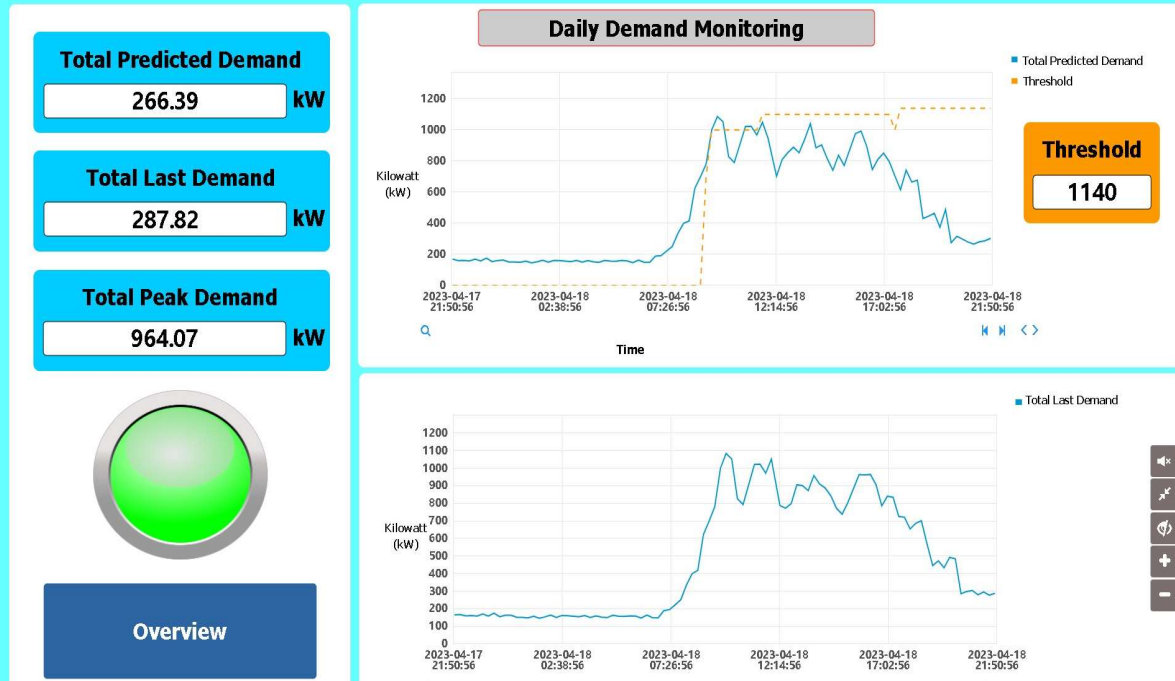 Total Predicted Demand
266.39 kW
Total Last Demand
287.82 kW
Total Peak Demand
964.07 kW
Overview
Daily Demand Monitoring
Total Predicted Demand
Threshold
Threshold
1140
Kilowatt
(kW)
1200
1000
800
600
400
200
0
2023-04-17 2023-04-18 2023-04-18 2023-04-18 2023-04-18 2023-04-18
21:50:56 02:38:56 07:26:56 12:14:56 17:02:56 21:50:56
Time
Total Last Demand
Kilowatt
(kW)
1200
1100
1000
900
800
700
600
500
400
300
200
100
0
2023-04-17 2023-04-18 2023-04-18 2023-04-18 2023-04-18 2023-04-18
21:50:56 02:38:56 07:26:56 12:14:56 17:02:56 21:50:56